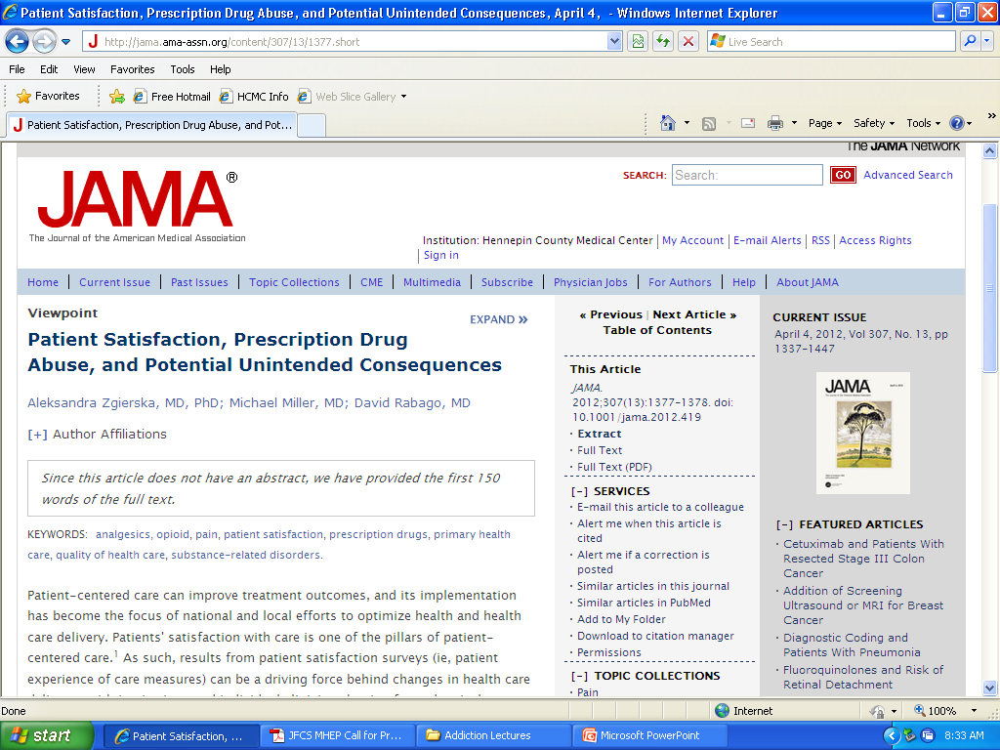 Patient Satisfaction, Prescription Drug Abuse, and Potential Unintended Consequences, April 4, - Windows Internet Explorer
http://jama.ama-assn.org/content/307/13/1377.short
Live Search
File Edit View Favorites Tools Help
Favorites Free Hotmail HCMC Info Web Slice Gallery
Patient Satisfaction, Prescription Drug Abuse, and Pot...
Page Safety Tools
The JAMA Network
JAMA®
The Journal of the American Medical Association
SEARCH: Search: GO Advanced Search
Institution: Hennepin County Medical Center | My Account | E-mail Alerts | RSS | Access Rights
| Sign in
Home | Current Issue | Past Issues | Topic Collections | CME | Multimedia | Subscribe | Physician Jobs | For Authors | Help | About JAMA
Viewpoint
EXPAND »
Patient Satisfaction, Prescription Drug
Abuse, and Potential Unintended Consequences
Aleksandra Zgierska, MD, PhD; Michael Miller, MD; David Rabago, MD
[+] Author Affiliations
Since this article does not have an abstract, we have provided the first 150
words of the full text.
KEYWORDS: analgesics, opioid, pain, patient satisfaction, prescription drugs, primary health
care, quality of health care, substance-related disorders.
Patient-centered care can improve treatment outcomes, and its implementation
has become the focus of national and local efforts to optimize health and health
care delivery. Patients' satisfaction with care is one of the pillars of patient-
centered care.1 As such, results from patient satisfaction surveys (ie, patient
experience of care measures) can be a driving force behind changes in health care
« Previous | Next Article »
Table of Contents
This Article
JAMA.
2012;307(13):1377-1378. doi:
10.1001/jama.2012.419
· Extract
· Full Text
· Full Text (PDF)
[-] SERVICES
· E-mail this article to a colleague
· Alert me when this article is
cited
· Alert me if a correction is
posted
· Similar articles in this journal
· Similar articles in PubMed
· Add to My Folder
· Download to citation manager
· Permissions
[-] TOPIC COLLECTIONS
· Pain
CURRENT ISSUE
April 4, 2012, Vol 307, No. 13, pp
1337-1447
JAMA
[-] FEATURED ARTICLES
· Cetuximab and Patients With
Resected Stage III Colon
Cancer
· Addition of Screening
Ultrasound or MRI for Breast
Cancer
· Diagnostic Coding and
Patients With Pneumonia
· Fluoroquinolones and Risk of
Retinal Detachment
Done Internet 100%
start Patient Satisfaction, ... JFCS MHEP Call for Pr... Addiction Lectures Microsoft PowerPoint 8:33 AM